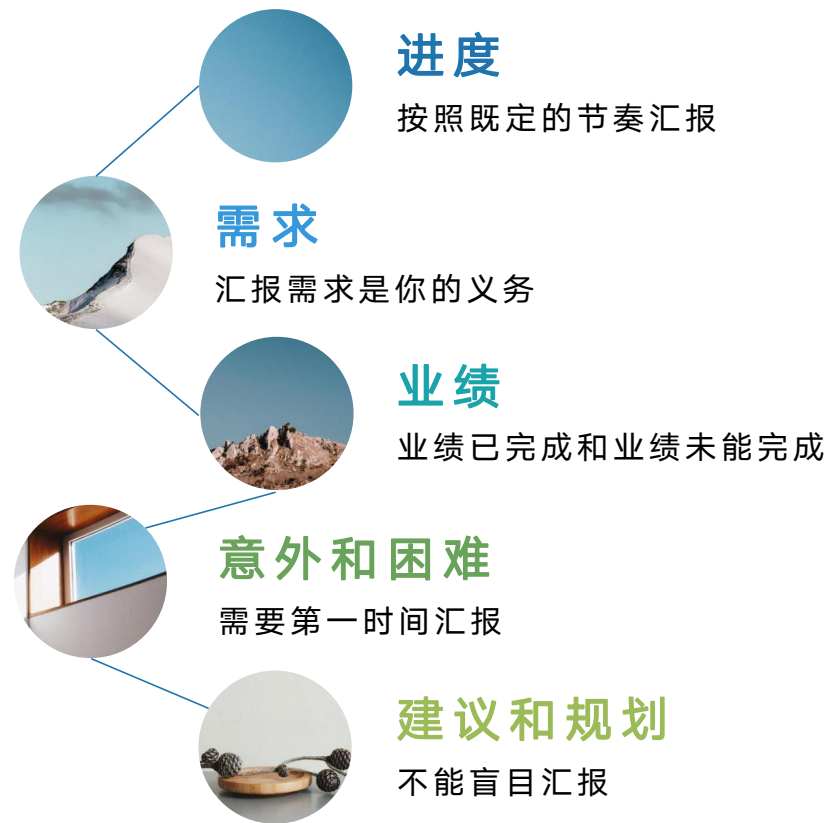 进度
按照既定的节奏汇报
需求
汇报需求是你的义务
业绩
业绩已完成和业绩未能完成
意外和困难
需要第一时间汇报
建议和规划
不能盲目汇报